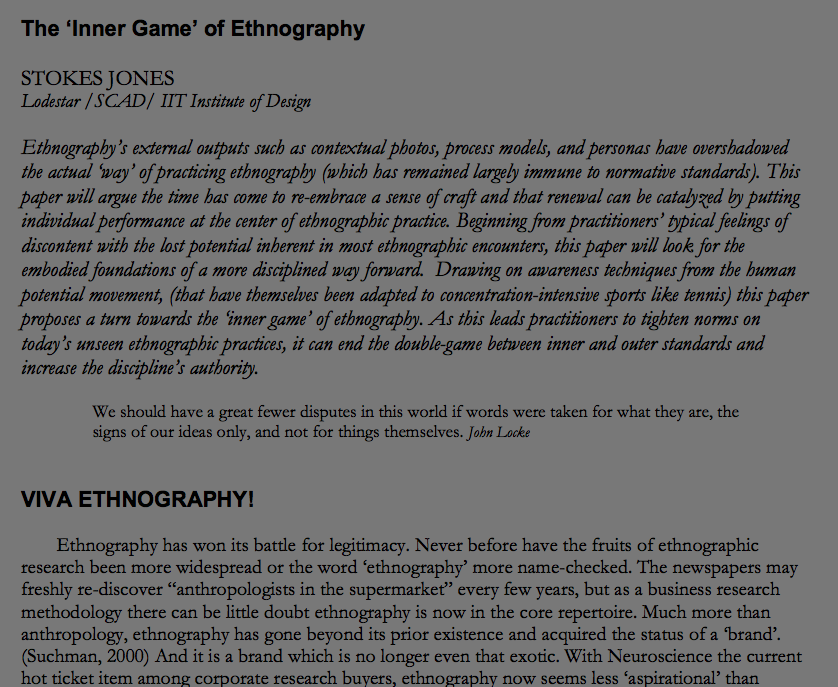 The ‘Inner Game’ of Ethnography
STOKES JONES
Lodestar /SCAD/ IIT Institute of Design
Ethnography’s external outputs such as contextual photos, process models, and personas have overshadowed
the actual ‘way’ of practicing ethnography (which has remained largely immune to normative standards). This
paper will argue the time has come to re-embrace a sense of craft and that renewal can be catalyzed by putting
individual performance at the center of ethnographic practice. Beginning from practitioners’ typical feelings of
discontent with the lost potential inherent in most ethnographic encounters, this paper will look for the
embodied foundations of a more disciplined way forward. Drawing on awareness techniques from the human
potential movement, (that have themselves been adapted to concentration-intensive sports like tennis) this paper
proposes a turn towards the ‘inner game’ of ethnography. As this leads practitioners to tighten norms on
today’s unseen ethnographic practices, it can end the double-game between inner and outer standards and
increase the discipline’s authority.
We should have a great fewer disputes in this world if words were taken for what they are, the
signs of our ideas only, and not for things themselves. John Locke
VIVA ETHNOGRAPHY!
Ethnography has won its battle for legitimacy. Never before have the fruits of ethnographic
research been more widespread or the word ‘ethnography’ more name-checked. The newspapers may
freshly re-discover “anthropologists in the supermarket” every few years, but as a business research
methodology there can be little doubt ethnography is now in the core repertoire. Much more than
anthropology, ethnography has gone beyond its prior existence and acquired the status of a ‘brand’.
(Suchman, 2000) And it is a brand which is no longer even that exotic. With Neuroscience the current
hot ticket item among corporate research buyers, ethnography now seems less ‘aspirational’ than